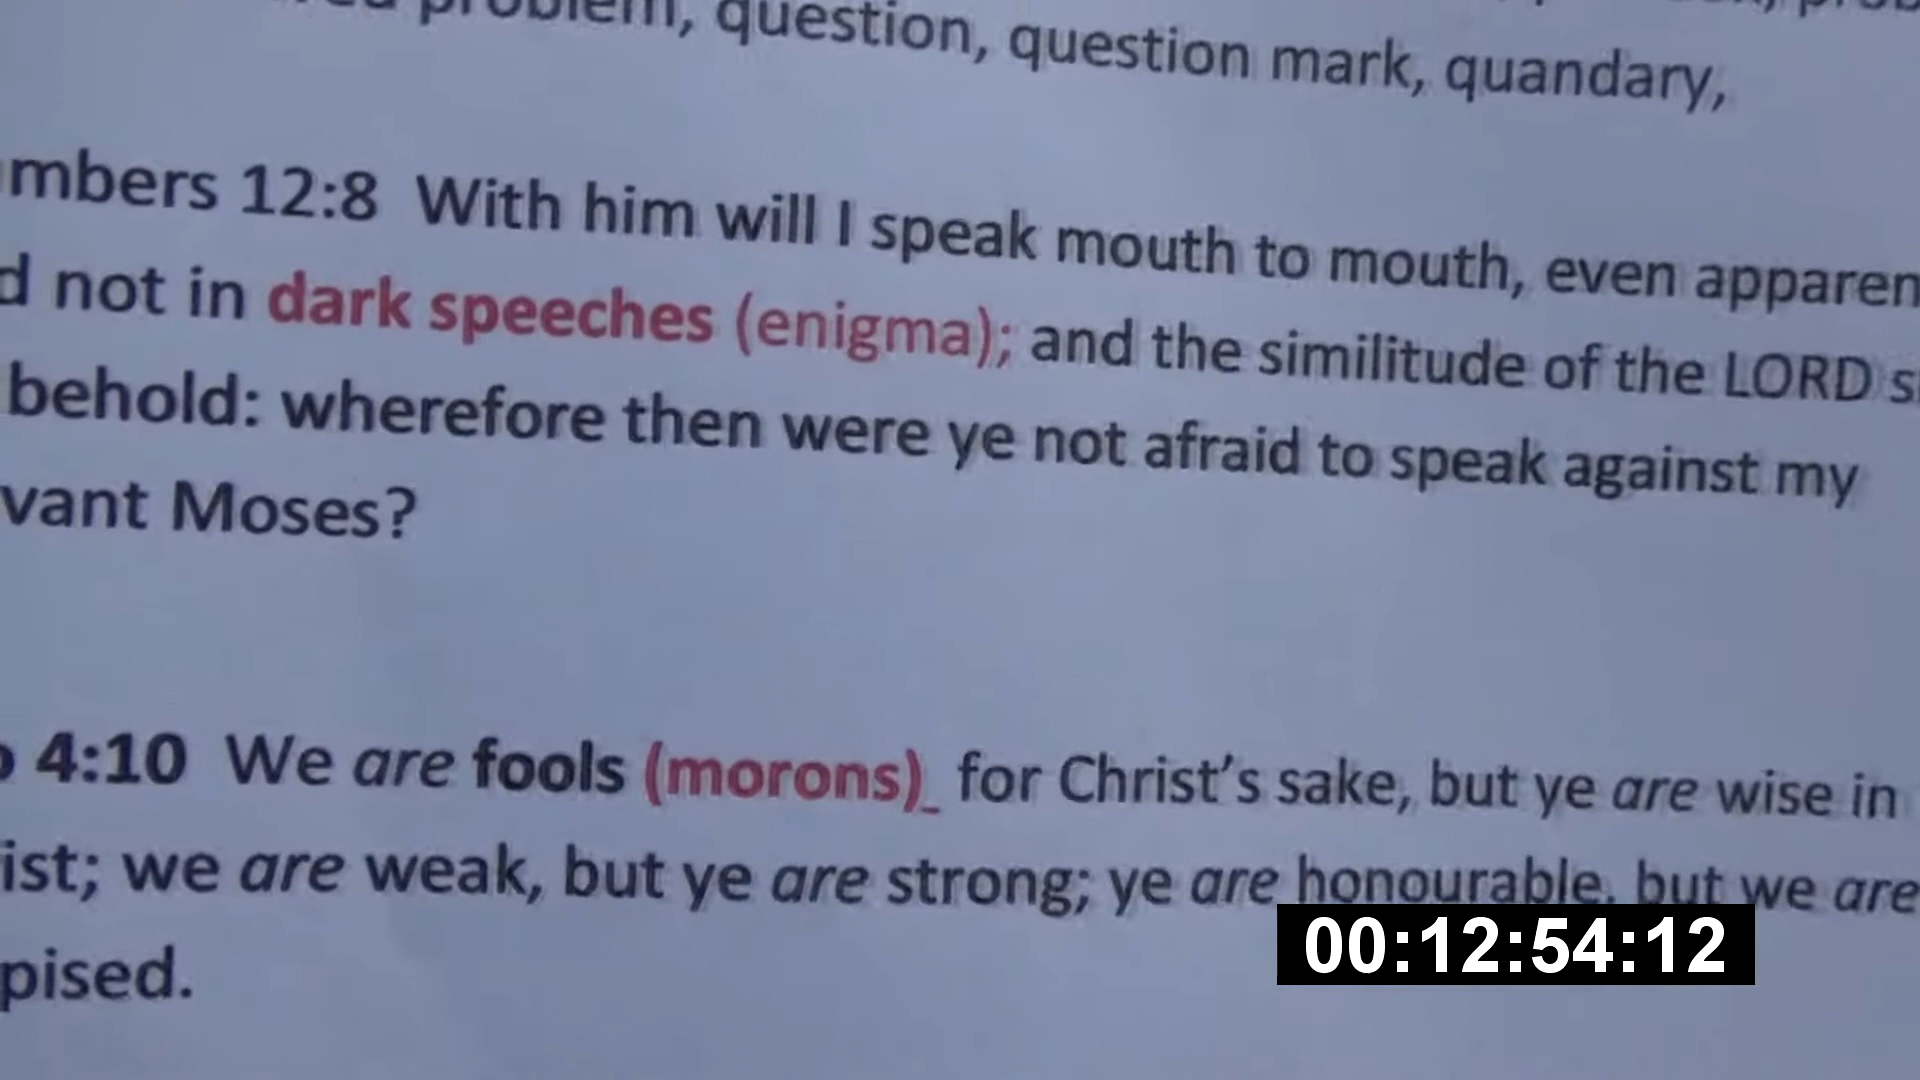 problem, question, question mark, quandary,
mbers 12:8 With him will I speak mouth to mouth, even apparen
d not in dark speeches (enigma); and the similitude of the LORD s
behold: wherefore then were ye not afraid to speak against my
vant Moses?
4:10 We are fools (morons)_ for Christ's sake, but ye are wise in
ist; we are weak, but ye are strong; ye are honourable, but we are
pised.
00:12:54:12